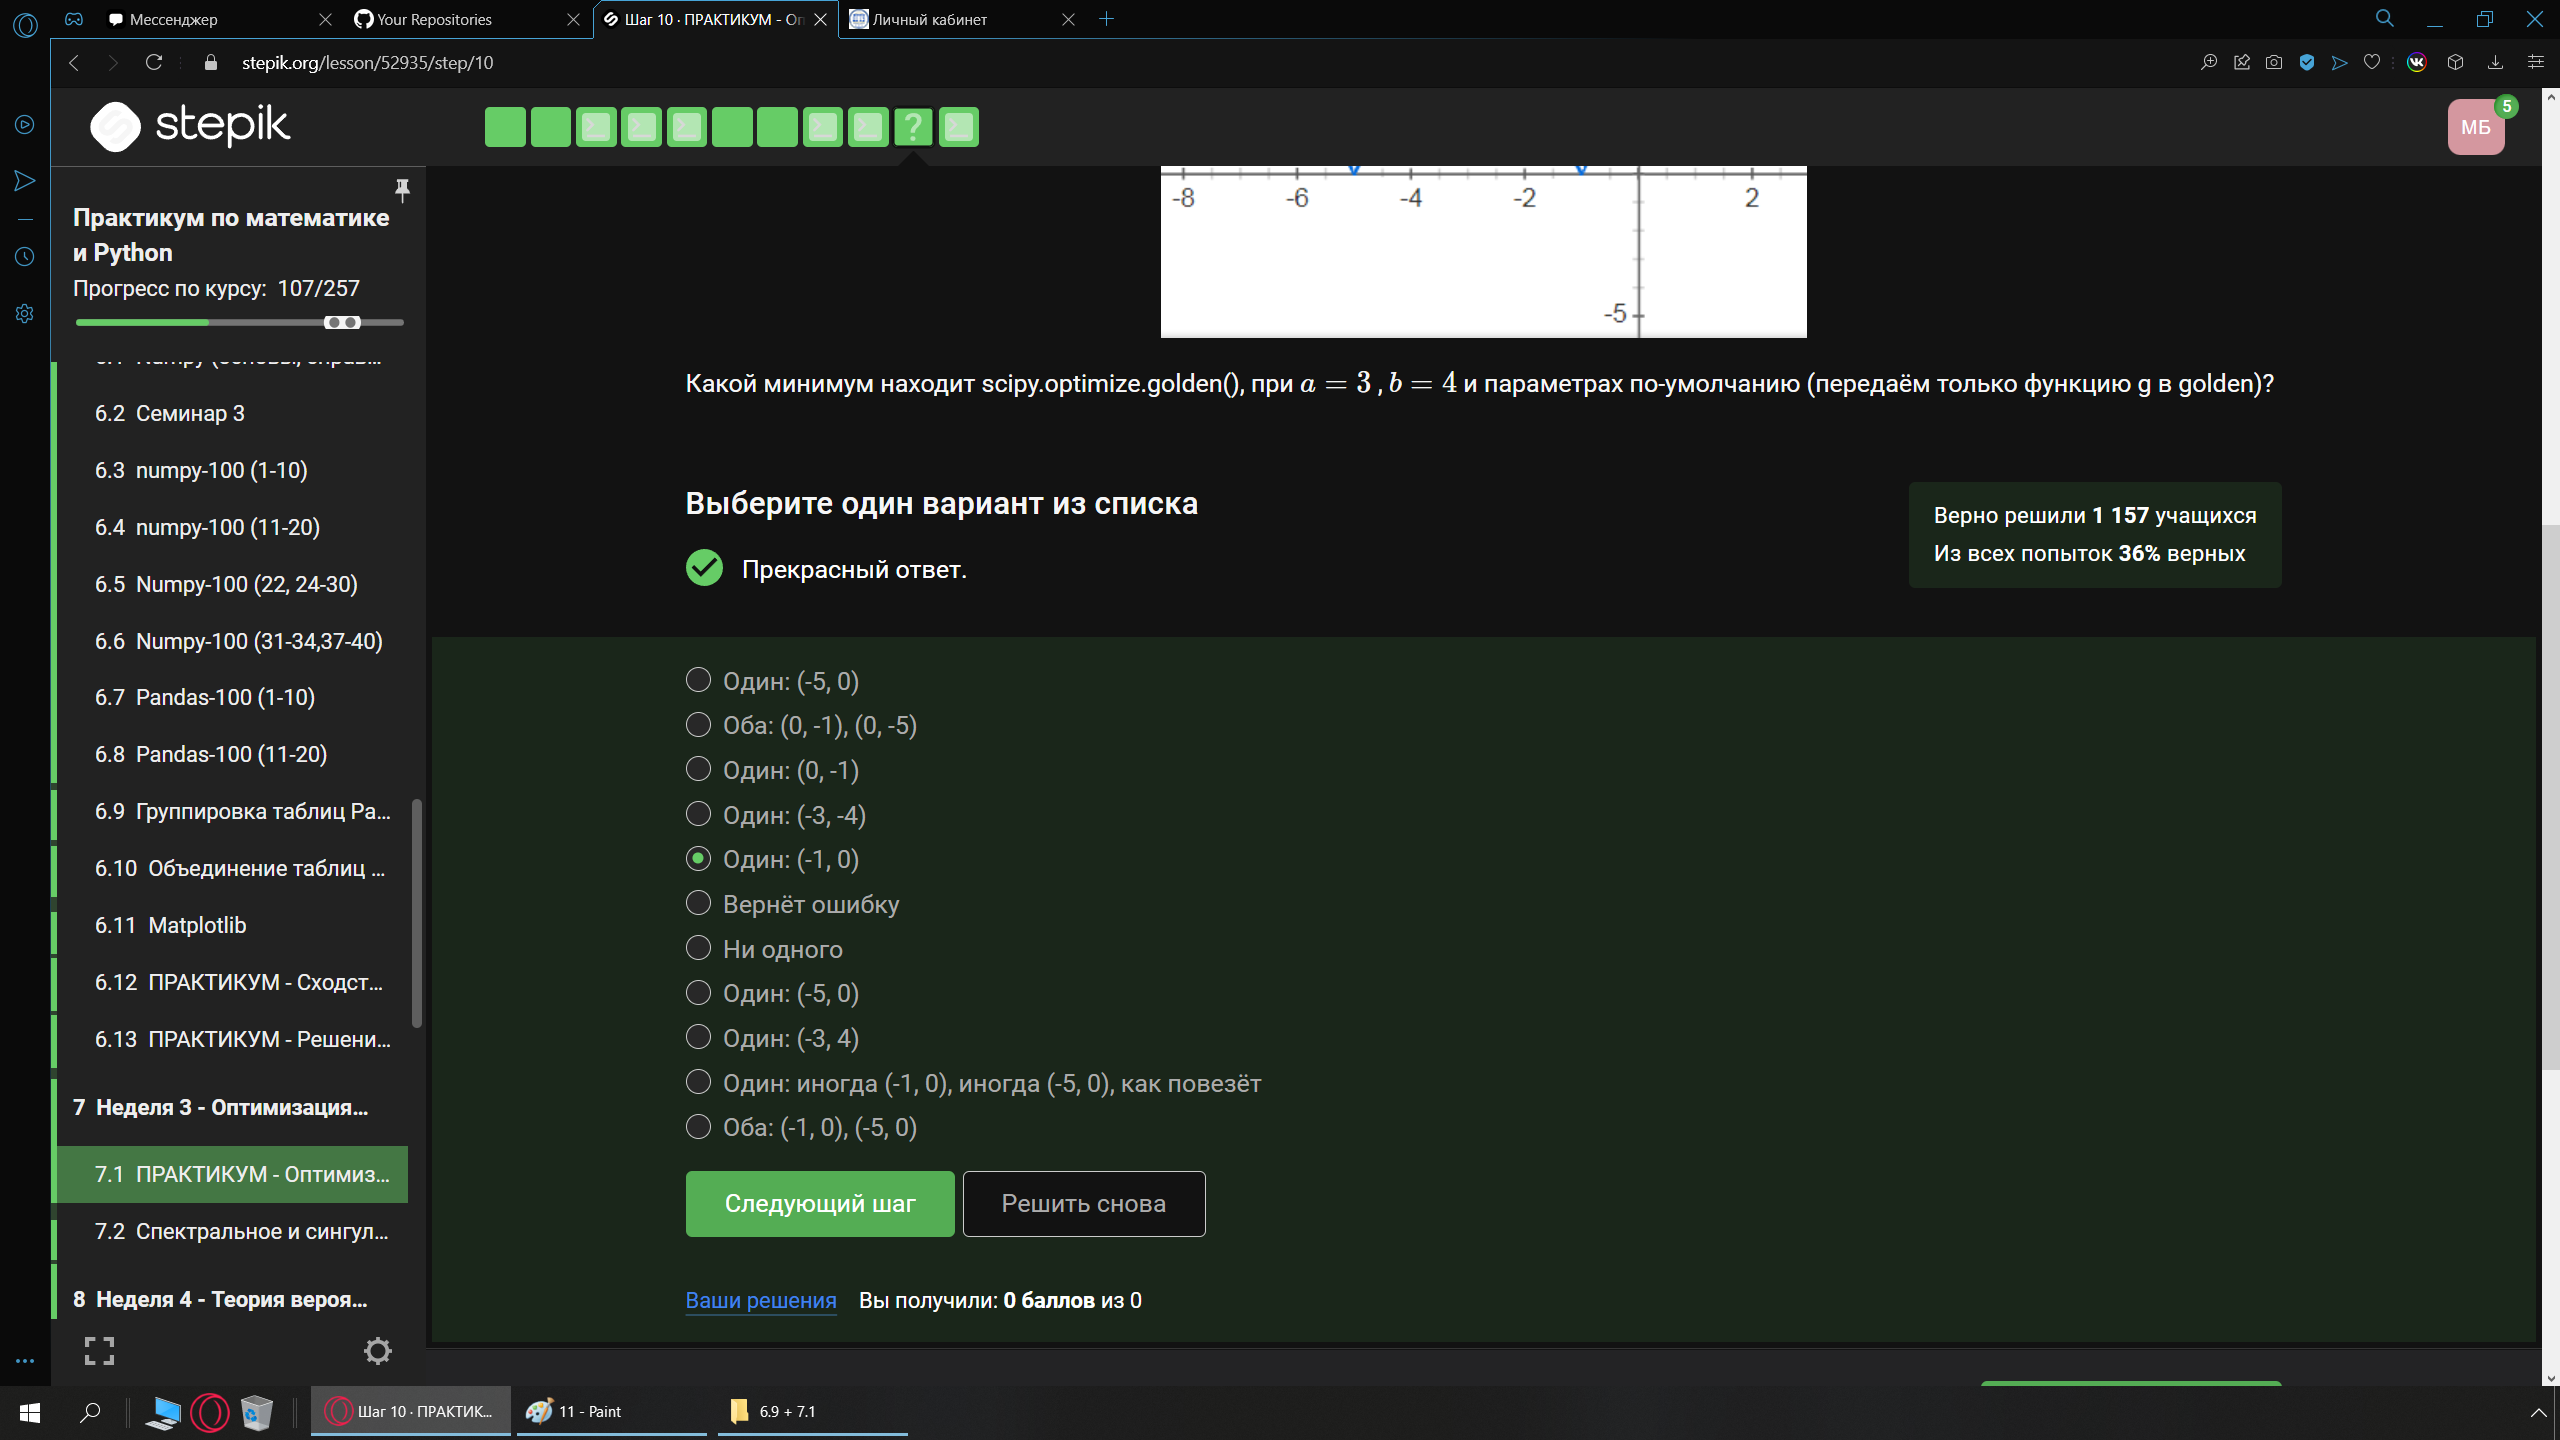 Мессенджер
Your Repositories
Шаг 10 · ПРАКТИКУМ - Оп
Личный кабинет
stepik.org/lesson/52935/step/10
stepik
МБ
5
Практикум по математике
и Python
Прогресс по курсу: 107/257
6.2 Семинар 3
6.3 numpy-100 (1-10)
6.4 numpy-100 (11-20)
6.5 Numpy-100 (22, 24-30)
6.6 Numpy-100 (31-34,37-40)
6.7 Pandas-100 (1-10)
6.8 Pandas-100 (11-20)
6.9 Группировка таблиц Pa...
6.10 Объединение таблиц ...
6.11 Matplotlib
6.12 ПРАКТИКУМ - Сходст...
6.13 ПРАКТИКУМ - Решени...
7 Неделя 3 - Оптимизация...
7.1 ПРАКТИКУМ - Оптимиз...
7.2 Спектральное и сингул...
8 Неделя 4 - Теория вероя...
-8 -6 -4 -2 2
-5
Какой минимум находит scipy.optimize.golden(), при a = 3 , b = 4 и параметрах по-умолчанию (передаём только функцию g в golden)?
Выберите один вариант из списка
Прекрасный ответ.
Верно решили 1 157 учащихся
Из всех попыток 36% верных
Один: (-5, 0)
Оба: (0, -1), (0, -5)
Один: (0, -1)
Один: (-3, -4)
Один: (-1, 0)
Вернёт ошибку
Ни одного
Один: (-5, 0)
Один: (-3, 4)
Один: иногда (-1, 0), иногда (-5, 0), как повезёт
Оба: (-1, 0), (-5, 0)
Следующий шаг
Решить снова
Ваши решения Вы получили: 0 баллов из 0
Шаг 10 · ПРАКТИК...
11 - Paint
6.9 + 7.1